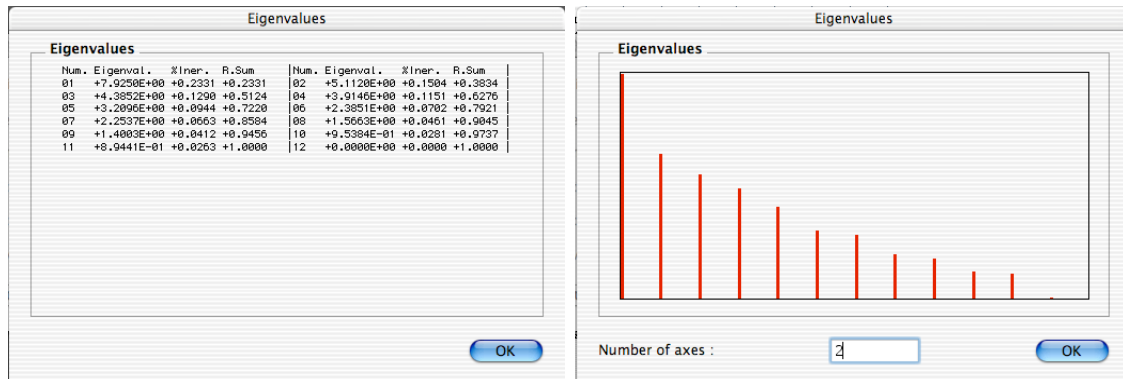 Eigenvalues
Eigenvalues
Num. Eigenval. %Iner. R.Sum |Num. Eigenval. %Iner. R.Sum |
01 +7.9250E+00 +0.2331 +0.2331 |02 +5.1120E+00 +0.1504 +0.3834 |
03 +4.3852E+00 +0.1290 +0.5124 |04 +3.9146E+00 +0.1151 +0.6276 |
05 +3.2096E+00 +0.0944 +0.7220 |06 +2.3851E+00 +0.0702 +0.7921 |
07 +2.2537E+00 +0.0663 +0.8584 |08 +1.5663E+00 +0.0461 +0.9045 |
09 +1.4003E+00 +0.0412 +0.9456 |10 +9.5384E-01 +0.0281 +0.9737 |
11 +8.9441E-01 +0.0263 +1.0000 |12 +0.0000E+00 +0.0000 +1.0000 |
OK
Eigenvalues
Eigenvalues
Number of axes : 2
OK